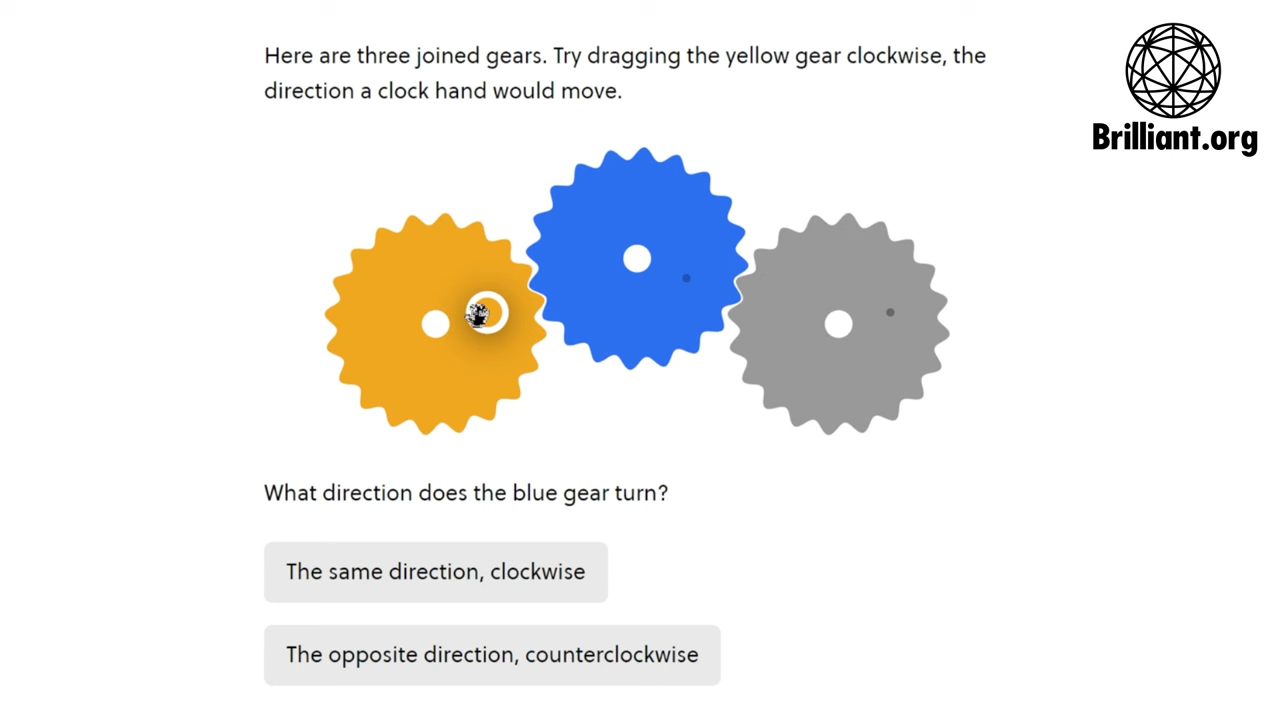 Here are three joined gears. Try dragging the yellow gear clockwise, the
direction a clock hand would move.
Brilliant.org
What direction does the blue gear turn?
The same direction, clockwise
The opposite direction, counterclockwise